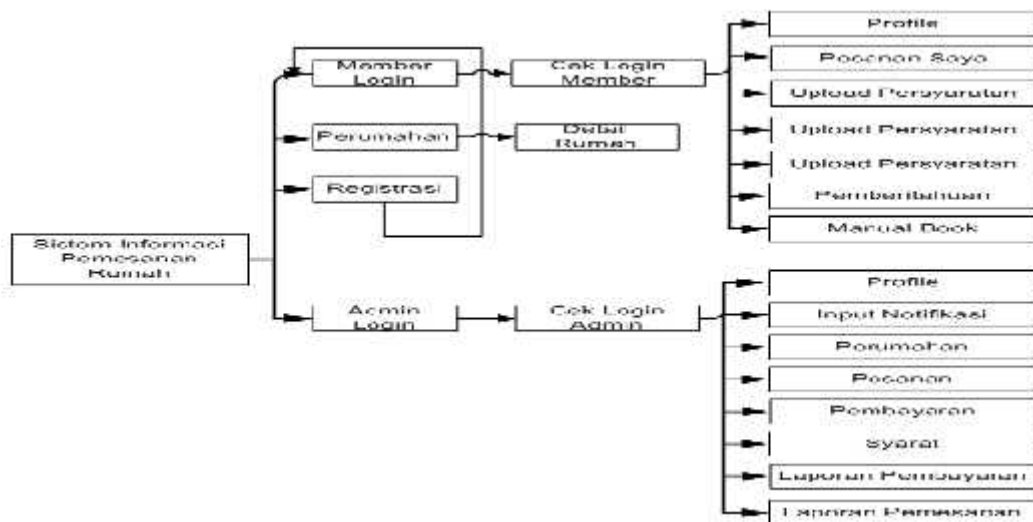 Profile
Member
Login
Cek Login
Member
Pesanan Saya
Upload Persyaratan
Perumahan
Detail
Rumah
Upload Persyaratan
Upload Persyaratan
Registrasi
Pemberitahuan
Manual Book
Sistem Informasi
Pemesanan
Rumah
Profile
Admin
Login
Cek Login
Admin
Input Notifikasi
Perumahan
Pesanan
Pembayaran
Syarat
Laporan Pembayaran
Laporan Pemesanan